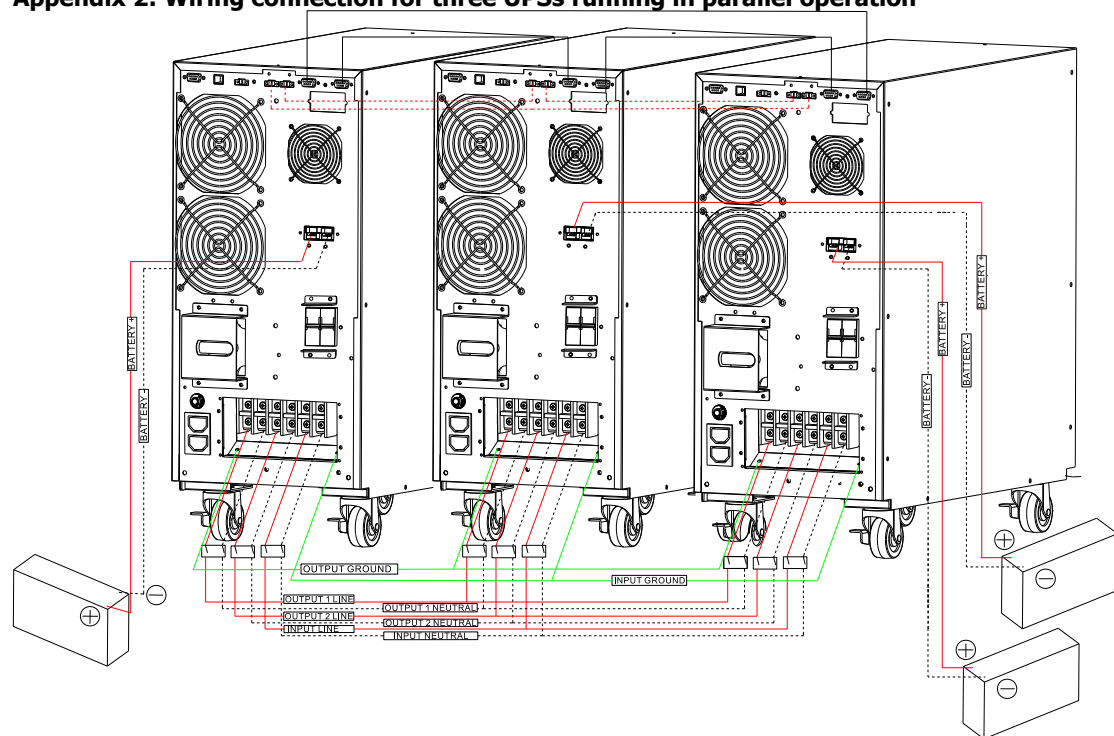 Appendix 2: Wiring connection for three UPSs running in parallel operation
BATTERY +
BATTERY -
BATTERY +
BATTERY -
BATTERY +
BATTERY -
OUTPUT GROUND
INPUT GROUND
OUTPUT 1 LINE
OUTPUT 1 NEUTRAL
OUTPUT 2 LINE
OUTPUT 2 NEUTRAL
INPUT LINE
INPUT NEUTRAL
+
-
+
-
+
-